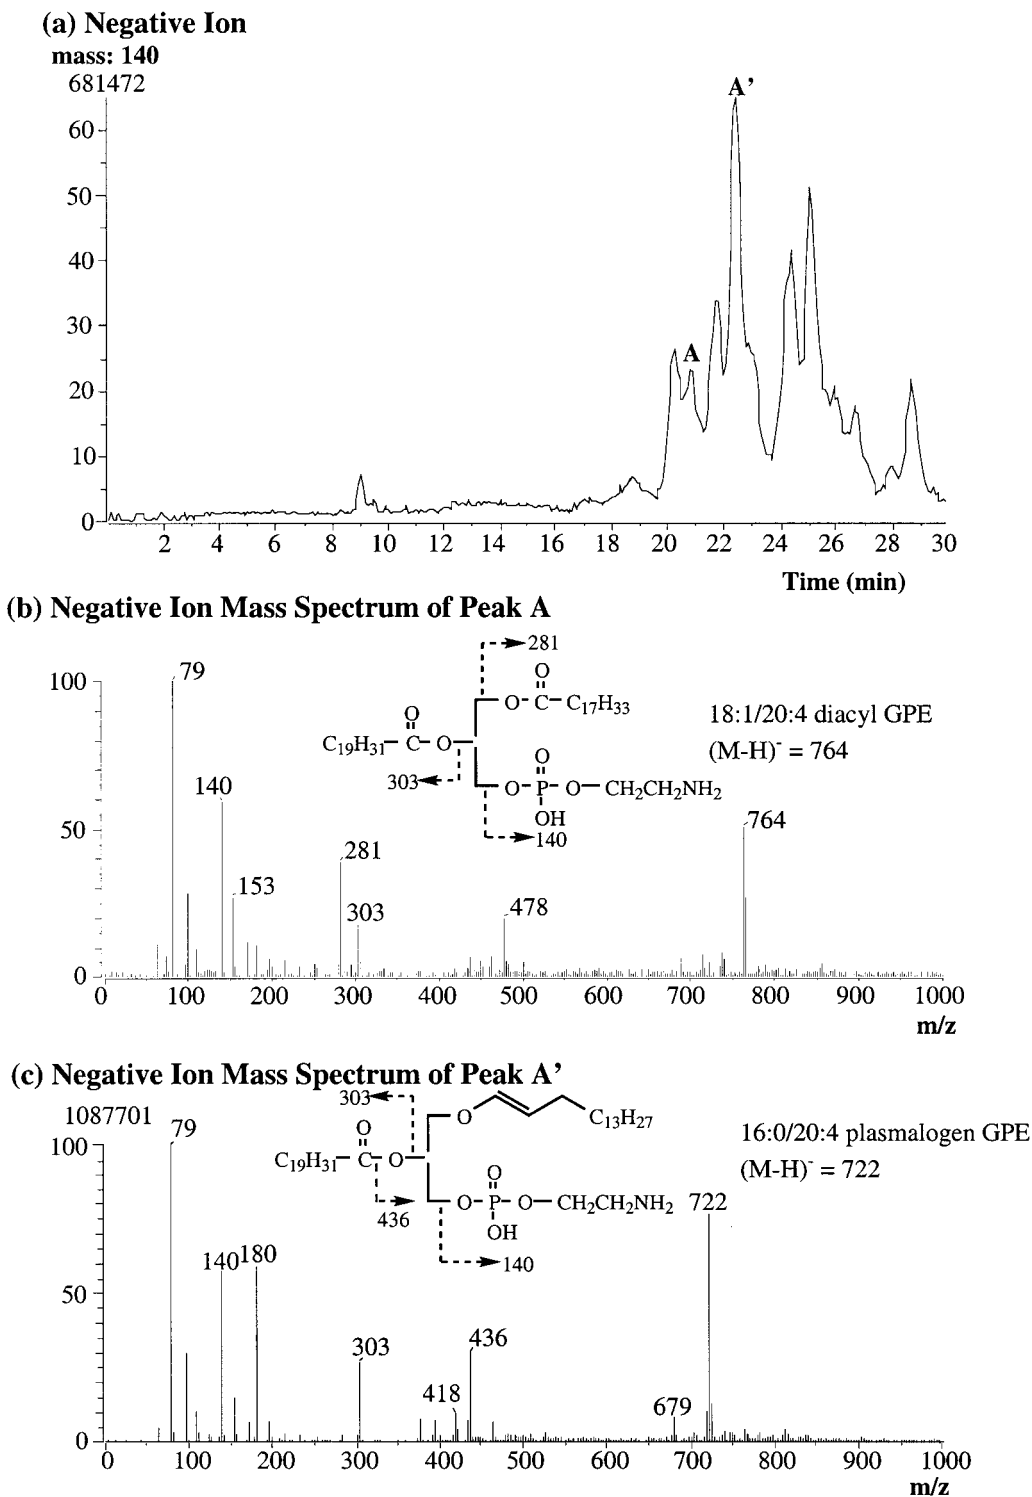 (a) Negative Ion
mass: 140
681472
A'
60
50
40
30
20
10
0
A
2 4 6 8 10 12 14 16 18 20 22 24 26 28 30
Time (min)
(b) Negative Ion Mass Spectrum of Peak A
281
O
O-C-C17H33
O
C19H31-C-O
303
O
O-P-O-CH2CH2NH2
OH
140
18:1/20:4 diacyl GPE
(M-H)- = 764
100
50
0
79
140
153
281
303
478
764
0 100 200 300 400 500 600 700 800 900 1000
m/z
(c) Negative Ion Mass Spectrum of Peak A'
1087701
303
O
C13H27
O
C19H31-C-O
436
O
O-P-O-CH2CH2NH2
OH
140
16:0/20:4 plasmalogen GPE
(M-H)- = 722
100
50
0
79
140
180
303
418
436
679
722
0 100 200 300 400 500 600 700 800 900 1000
m/z